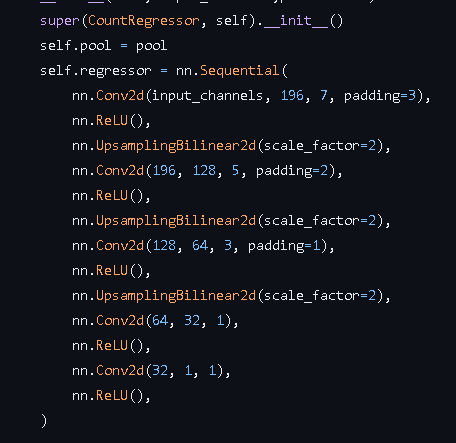 super(CountRegressor, self).__init__()
self.pool = pool
self.regressor = nn.Sequential(
nn.Conv2d(input_channels, 196, 7, padding=3),
nn.ReLU(),
nn.UpsamplingBilinear2d(scale_factor=2),
nn.Conv2d(196, 128, 5, padding=2),
nn.ReLU(),
nn.UpsamplingBilinear2d(scale_factor=2),
nn.Conv2d(128, 64, 3, padding=1),
nn.ReLU(),
nn.UpsamplingBilinear2d(scale_factor=2),
nn.Conv2d(64, 32, 1),
nn.ReLU(),
nn.Conv2d(32, 1, 1),
nn.ReLU(),
)